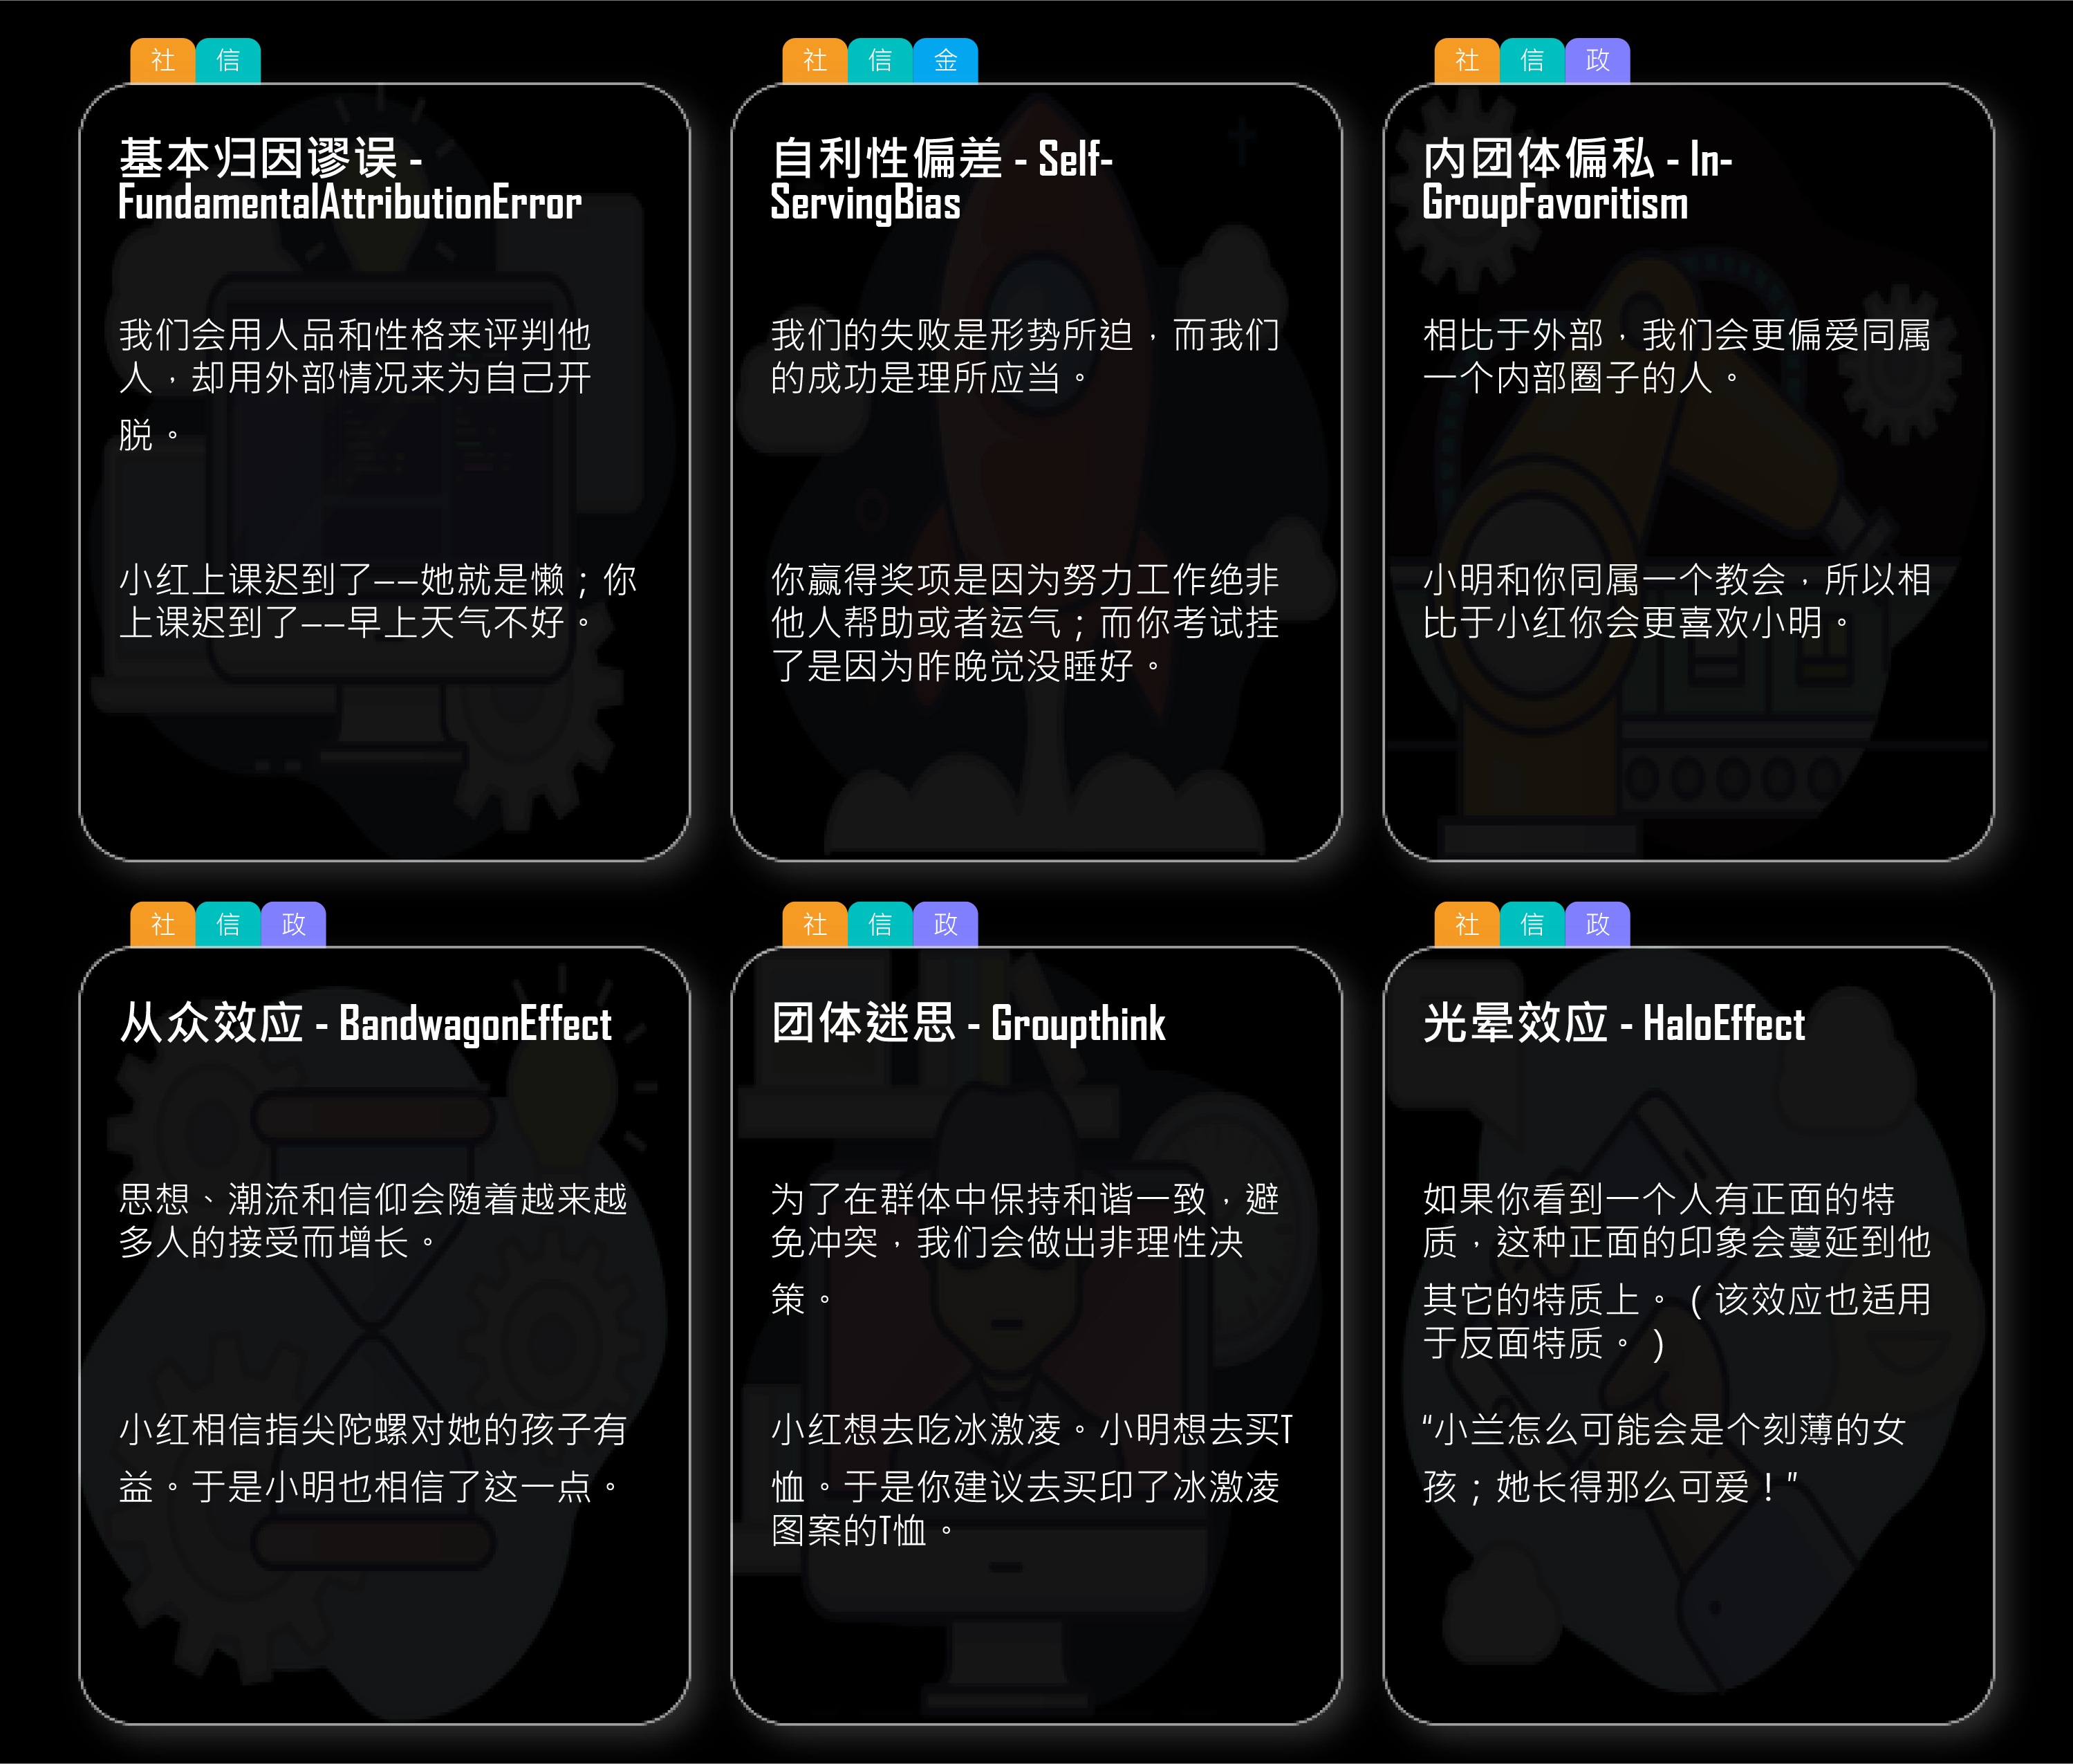 社 信
基本归因谬误 -
FundamentalAttributionError
我们会用人品和性格来评判他
人，却用外部情况来为自己开
脱。
小红上课迟到了——她就是懒；你
上课迟到了——早上天气不好。
社 信 金
自利性偏差 - Self-
ServingBias
我们的失败是形势所迫，而我们
的成功是理所应当。
你赢得奖项是因为努力工作绝非
他人帮助或者运气；而你考试挂
了是因为昨晚觉没睡好。
社 信 政
内团体偏私 - In-
GroupFavoritism
相比于外部，我们会更偏爱同属
一个内部圈子的人。
小明和你同属一个教会，所以相
比于小红你会更喜欢小明。
社 信 政
从众效应 - BandwagonEffect
思想、潮流和信仰会随着越来越
多人的接受而增长。
小红相信指尖陀螺对她的孩子有
益。于是小明也相信了这一点。
社 信 政
团体迷思 - Groupthink
为了在群体中保持和谐一致，避
免冲突，我们会做出非理性决
策。
小红想去吃冰激凌。小明想去买T
恤。于是你建议去买印了冰激凌
图案的T恤。
社 信 政
光晕效应 - HaloEffect
如果你看到一个人有正面的特
质，这种正面的印象会蔓延到他
其它的特质上。（该效应也适用
于反面特质。）
“小兰怎么可能会是个刻薄的女
孩；她长得那么可爱！”